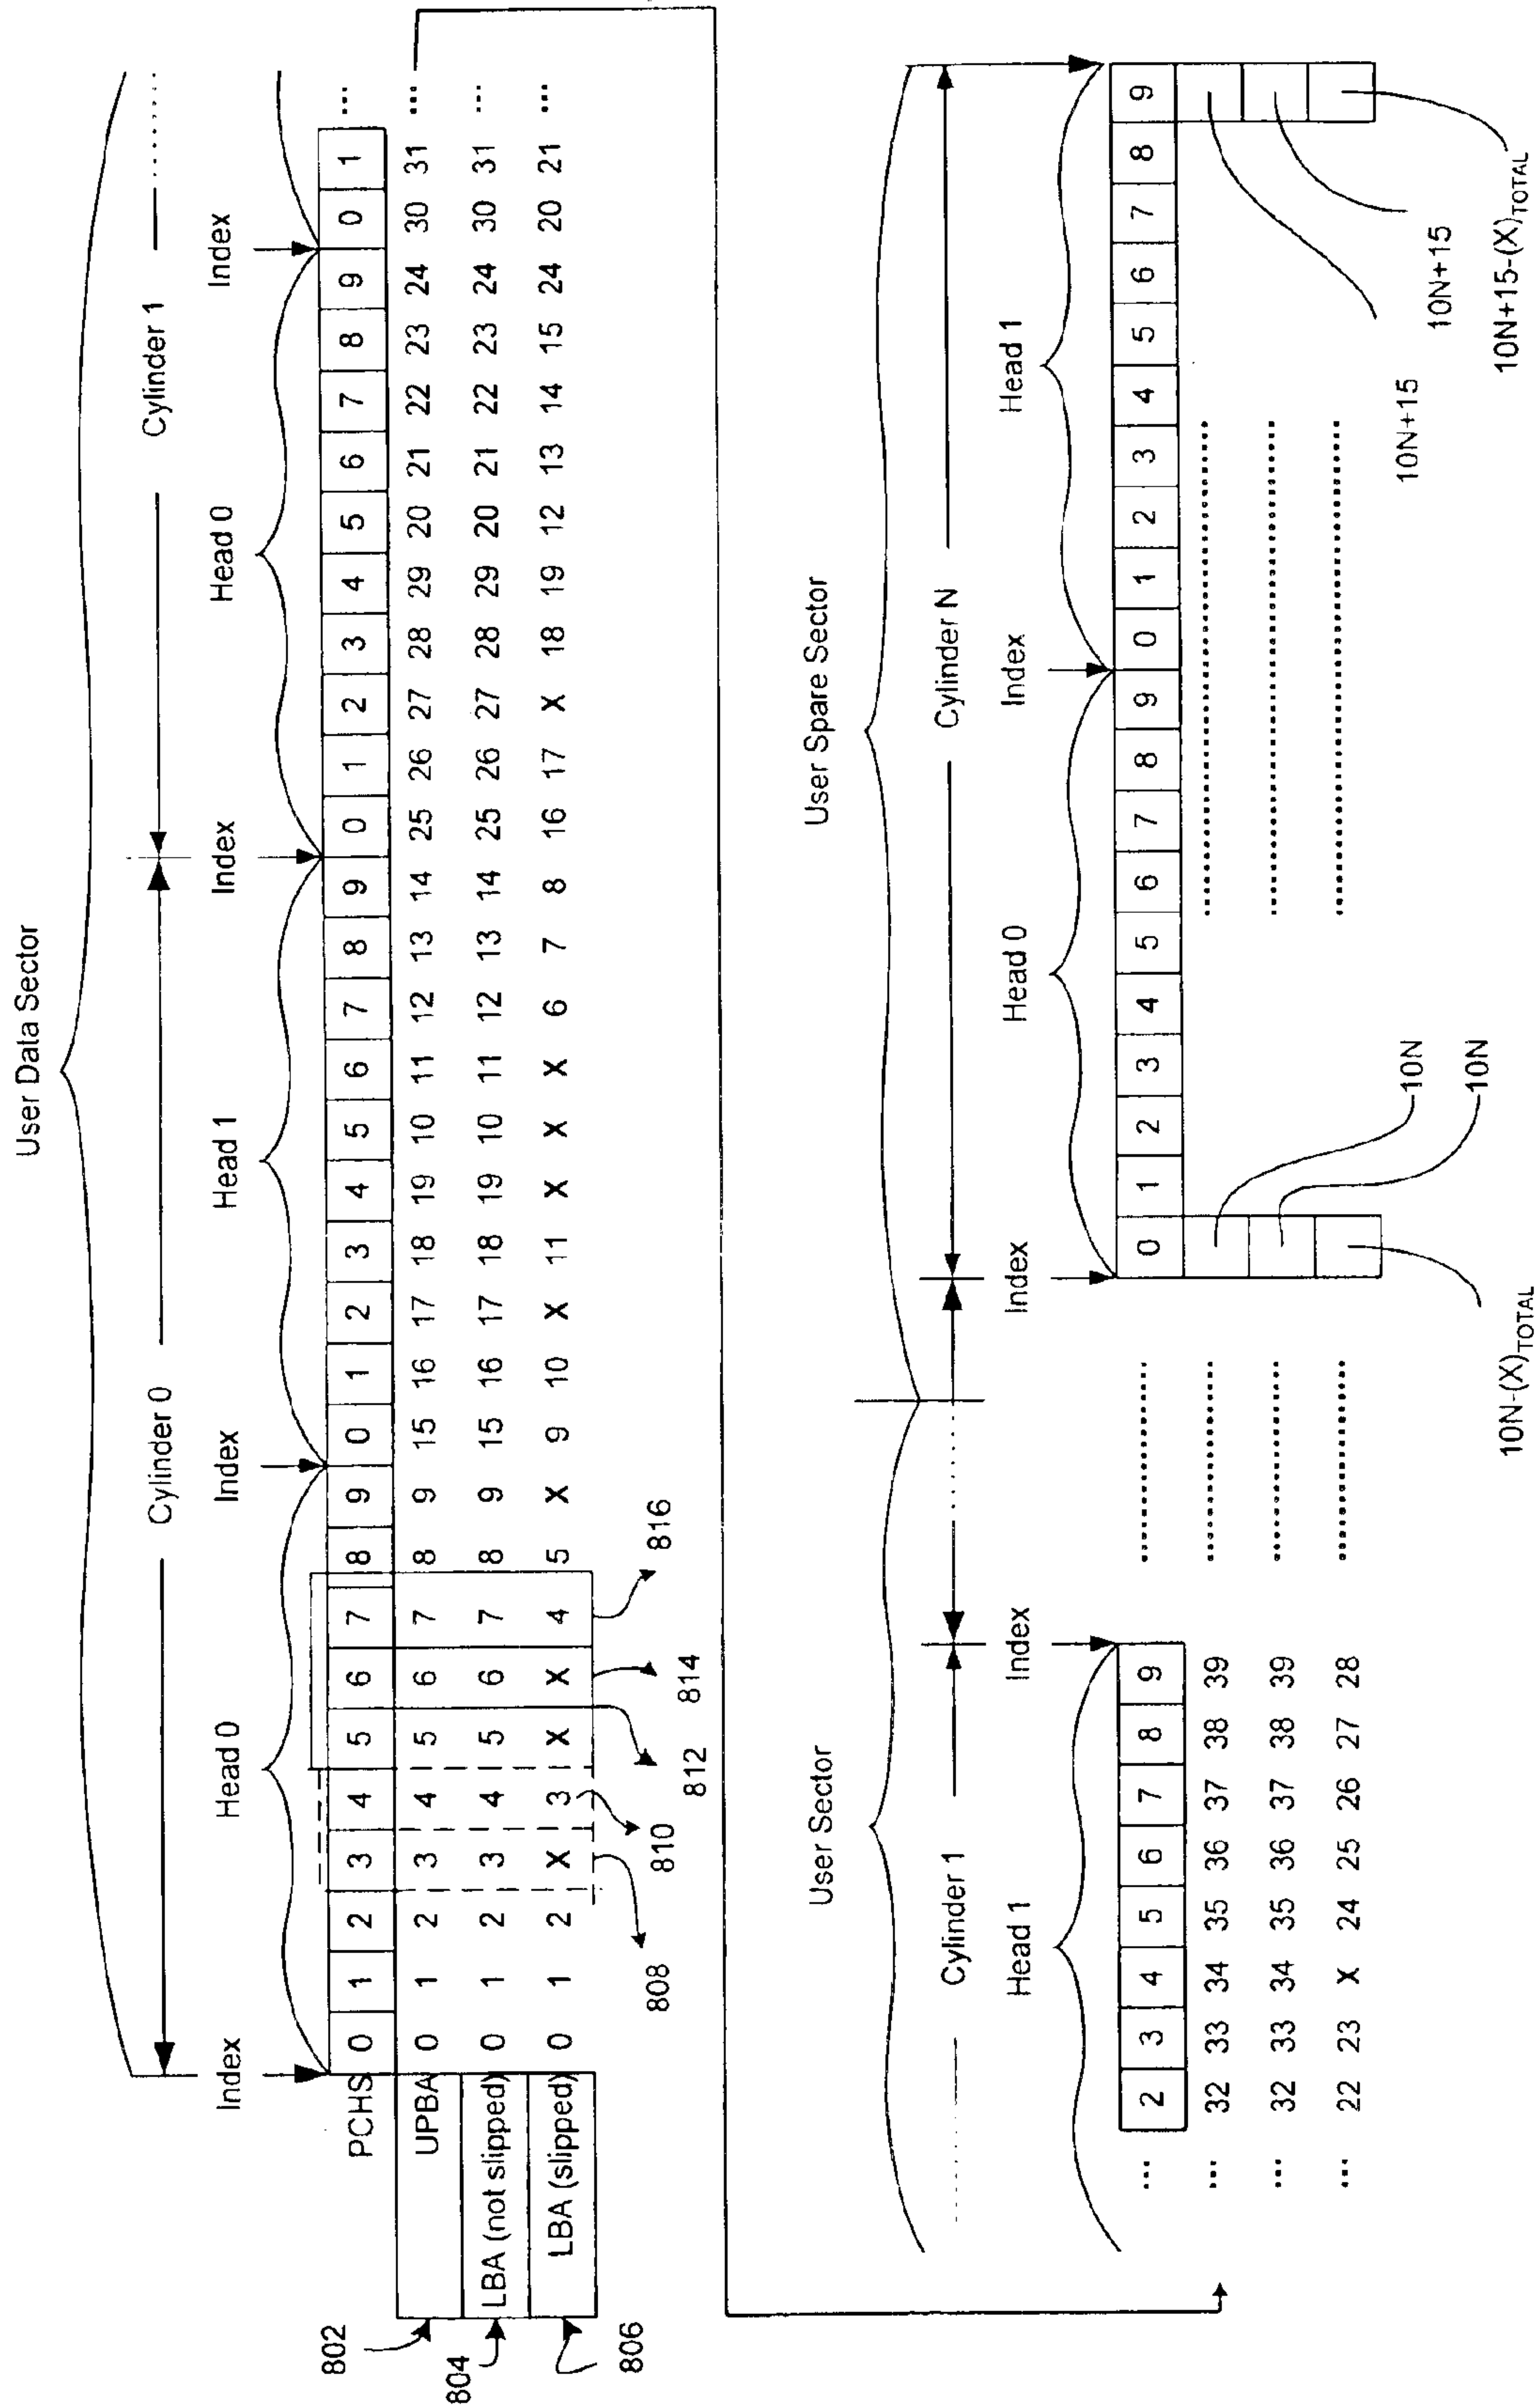 User Data Sector
Cylinder 0 Cylinder 1
Index Index Index Index
Head 0 Head 1 Head 0
PCHS 0 1 2 3 4 5 6 7 8 9 0 1 2 3 4 5 6 7 8 9 0 1 2 3 4 5 6 7 8 9 0 1 ...
802 UPBA 0 1 2 3 4 5 6 7 8 9 15 16 17 18 19 10 11 12 13 14 25 26 27 28 29 20 21 22 23 24 30 31 ...
804 LBA (not slipped) 0 1 2 3 4 5 6 7 8 9 15 16 17 18 19 10 11 12 13 14 25 26 27 28 29 20 21 22 23 24 30 31 ...
806 LBA (slipped) 0 1 2 X 3 X X 4 5 X 9 10 X 11 X X X 6 7 8 16 17 X 18 19 12 13 14 15 24 20 21 ...
808 810 812 814 816
User Sector User Spare Sector
Cylinder 1 Cylinder N
Index Index Index
Head 1 Head 0 Head 1
... 2 3 4 5 6 7 8 9 ............... 0 1 2 3 4 5 6 7 8 9 0 1 2 3 4 5 6 7 8 9
... 32 33 34 35 36 37 38 39
... 32 33 34 35 36 37 38 39
... 22 23 X 24 25 26 27 28
10N-(X)TOTAL
10N
10N
10N+15
10N+15
10N+15-(X)TOTAL